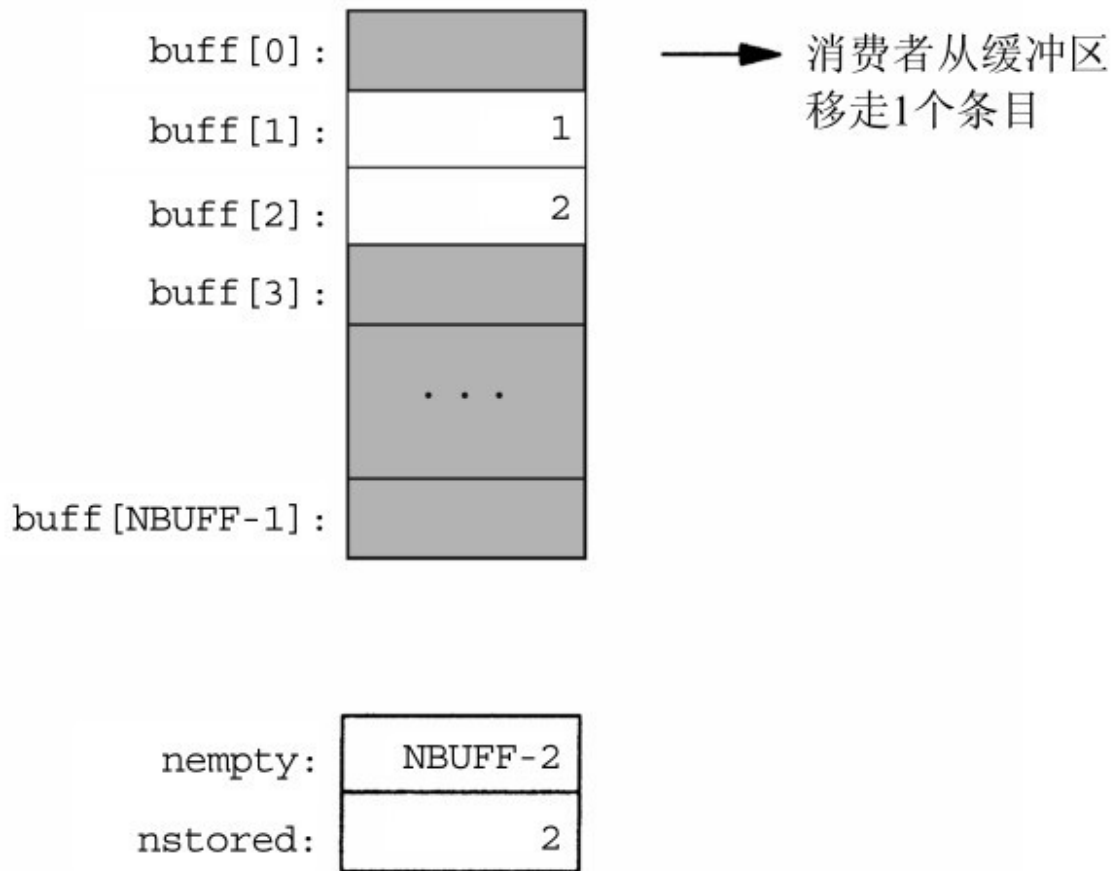 buff[0]:
消费者从缓冲区
移走1个条目
buff[1]: 1
buff[2]: 2
buff[3]:
. . .
buff[NBUFF-1]:
nempty: NBUFF-2
nstored: 2